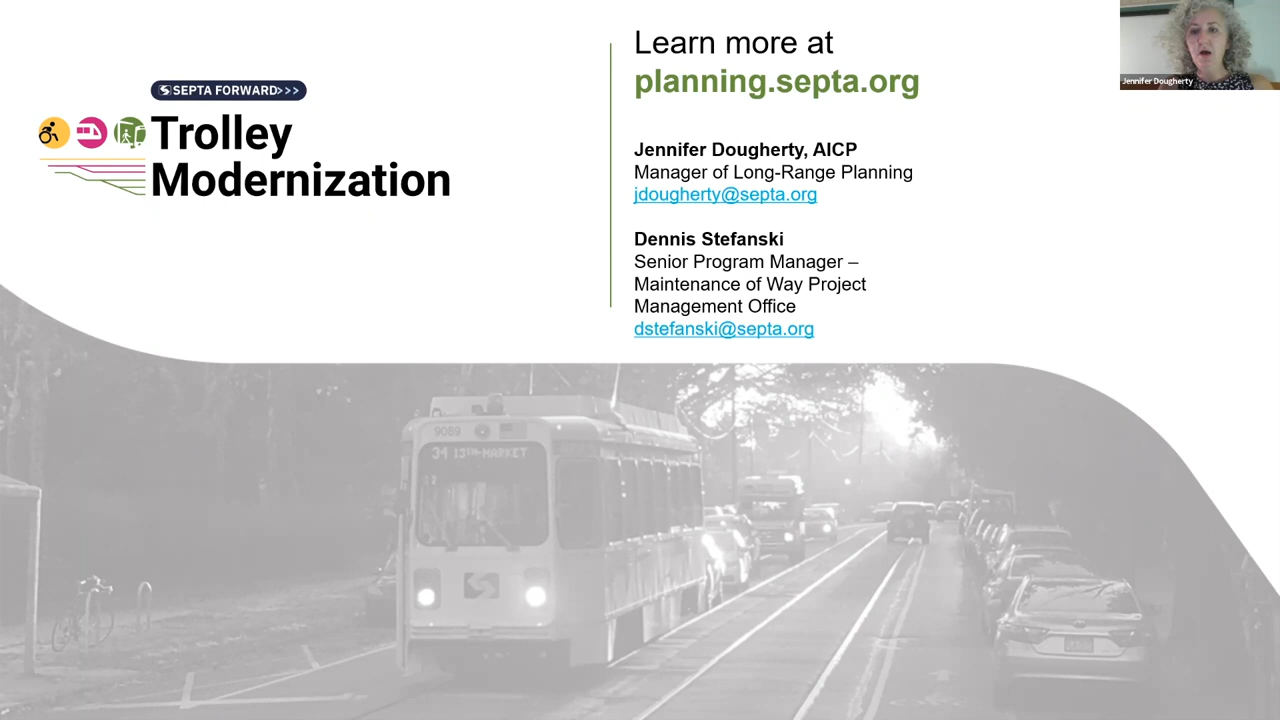 SEPTA FORWARD>>>
Trolley
Modernization
Learn more at
planning.septa.org
Jennifer Dougherty, AICP
Manager of Long-Range Planning
jdougherty@septa.org
Dennis Stefanski
Senior Program Manager –
Maintenance of Way Project
Management Office
dstefanski@septa.org
Jennifer Dougherty
9089
34 13TH-MARKET